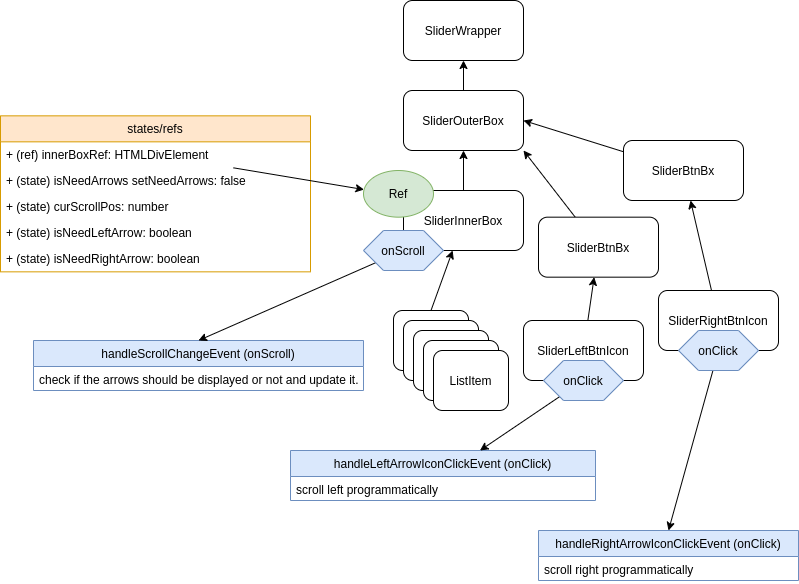 SliderWrapper
SliderOuterBox
states/refs
+ (ref) innerBoxRef: HTMLDivElement
+ (state) isNeedArrows setNeedArrows: false
+ (state) curScrollPos: number
+ (state) isNeedLeftArrow: boolean
+ (state) isNeedRightArrow: boolean
Ref
SliderInnerBox
onScroll
SliderBtnBx
SliderBtnBx
SliderRightBtnIcon
onClick
SliderLeftBtnIcon
onClick
ListItem
handleScrollChangeEvent (onScroll)
check if the arrows should be displayed or not and update it.
handleLeftArrowIconClickEvent (onClick)
scroll left programmatically
handleRightArrowIconClickEvent (onClick)
scroll right programmatically